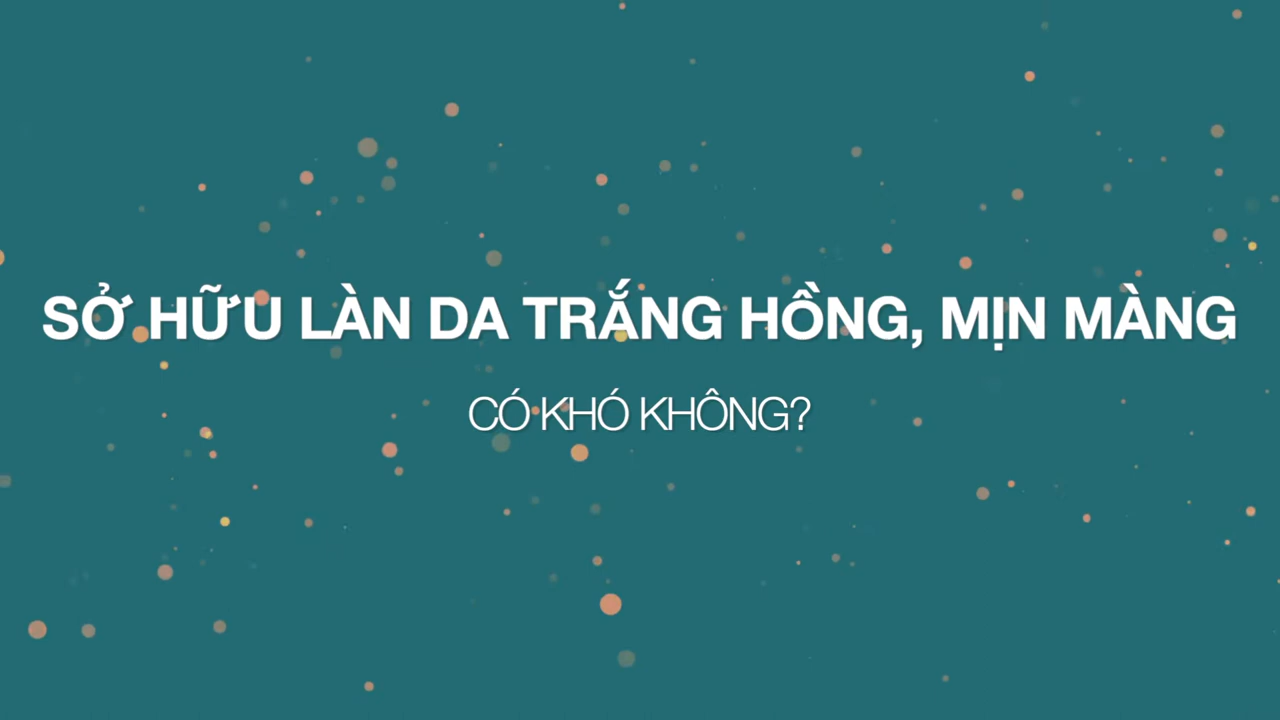 SỞ HỮU LÀN DA TRẮNG HỒNG, MỊN MÀNG
CÓ KHÓ KHÔNG?